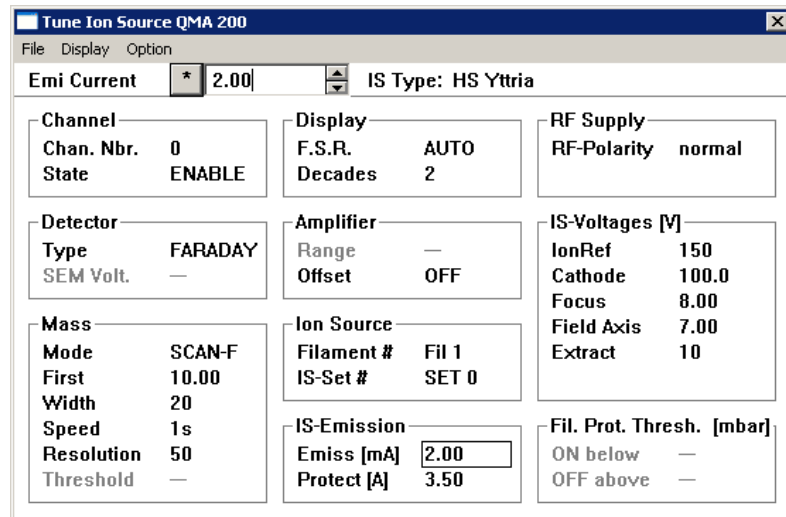 Tune Ion Source QMA 200
File Display Option
Emi Current * 2.00 IS Type: HS Yttria
Channel
Chan. Nbr. 0
State ENABLE
Display
F.S.R. AUTO
Decades 2
RF Supply
RF-Polarity normal
Detector
Type FARADAY
SEM Volt. —
Amplifier
Range —
Offset OFF
IS-Voltages [V]
IonRef 150
Cathode 100.0
Focus 8.00
Field Axis 7.00
Extract 10
Mass
Mode SCAN-F
First 10.00
Width 20
Speed 1s
Resolution 50
Threshold —
Ion Source
Filament # Fil 1
IS-Set # SET 0
IS-Emission
Emiss [mA] 2.00
Protect [A] 3.50
Fil. Prot. Thresh. [mbar]
ON below —
OFF above —